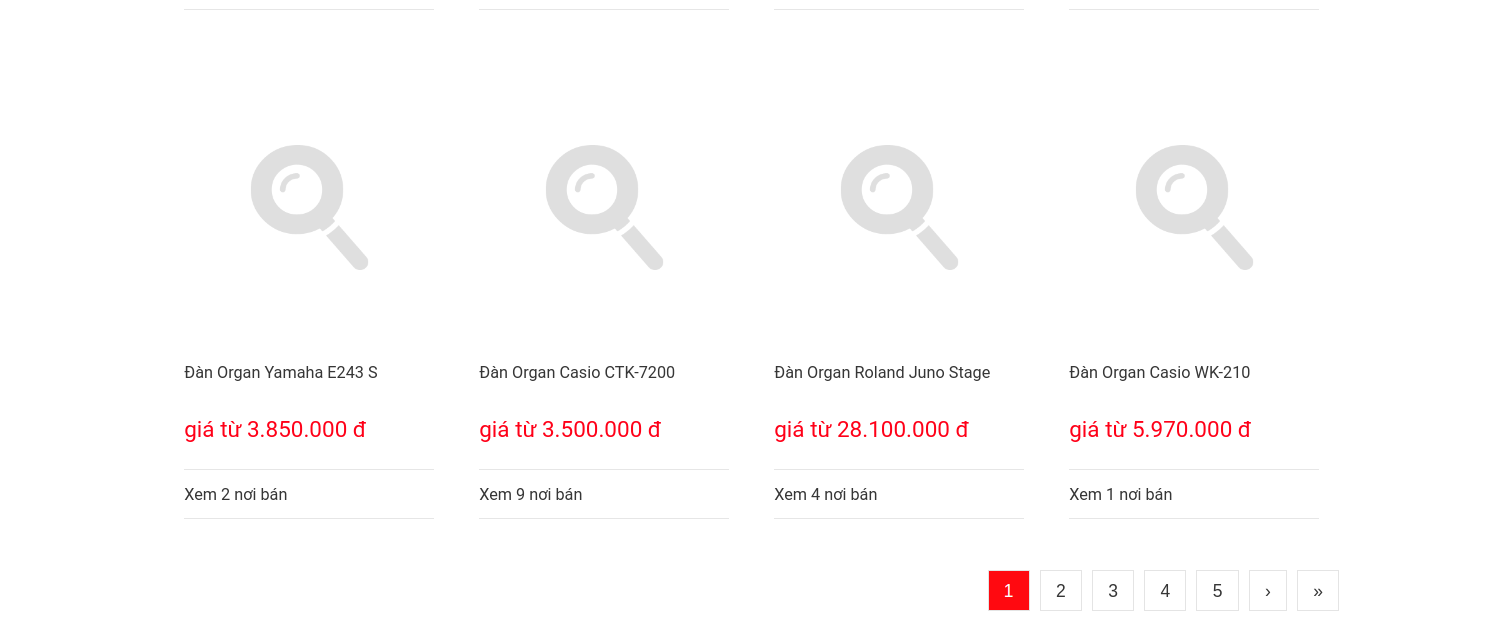 Đàn Organ Yamaha E243 S
Đàn Organ Casio CTK-7200
Đàn Organ Roland Juno Stage
Đàn Organ Casio WK-210
giá từ 3.850.000 đ
giá từ 3.500.000 đ
giá từ 28.100.000 đ
giá từ 5.970.000 đ
Xem 2 nơi bán
Xem 9 nơi bán
Xem 4 nơi bán
Xem 1 nơi bán
1 2 3 4 5 › »